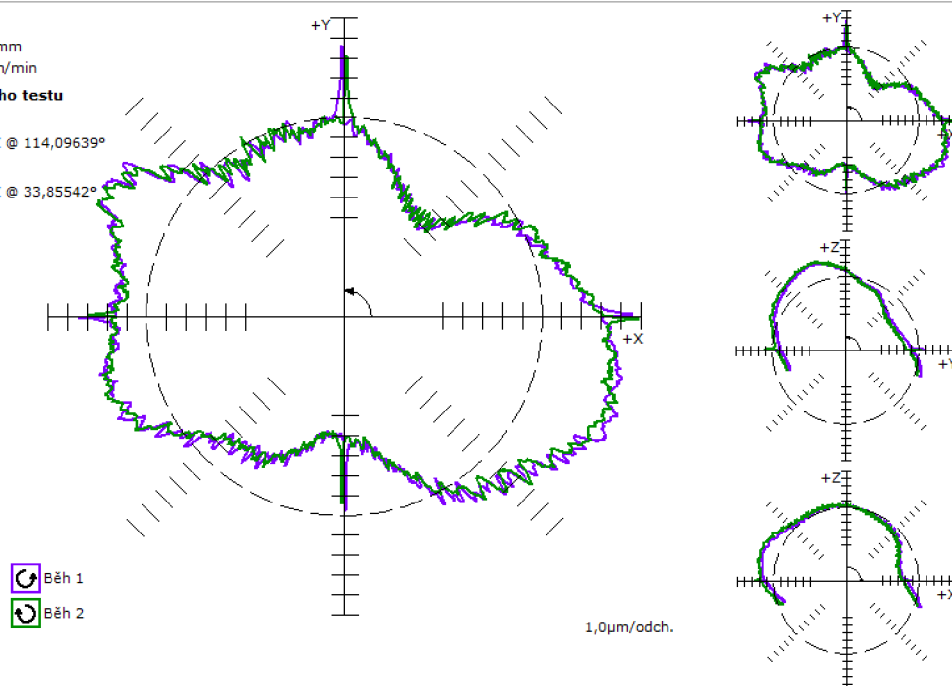 +Y
mm
/min
ho testu
@ 114,09639°
@ 33,85542°
+X
Běh 1
Běh 2
1,0µm/odch.
+Y
+Z
+Y
+Z
+X